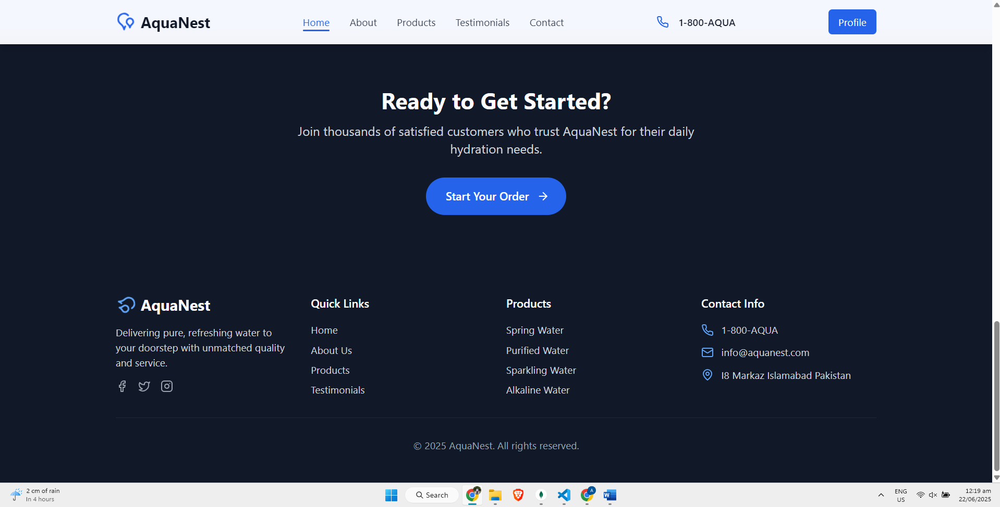 AquaNest
Home About Products Testimonials Contact
1-800-AQUA
Profile
Ready to Get Started?
Join thousands of satisfied customers who trust AquaNest for their daily
hydration needs.
Start Your Order
AquaNest
Delivering pure, refreshing water to
your doorstep with unmatched quality
and service.
Quick Links
Home
About Us
Products
Testimonials
Products
Spring Water
Purified Water
Sparkling Water
Alkaline Water
Contact Info
1-800-AQUA
info@aquanest.com
I8 Markaz Islamabad Pakistan
© 2025 AquaNest. All rights reserved.
2 cm of rain
In 4 hours
Search
A
W
ENG
US
12:19 am
22/06/2025